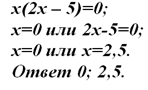 x(2x – 5)=0;
x=0 или 2x-5=0;
x=0 или x=2,5.
Ответ 0; 2,5.